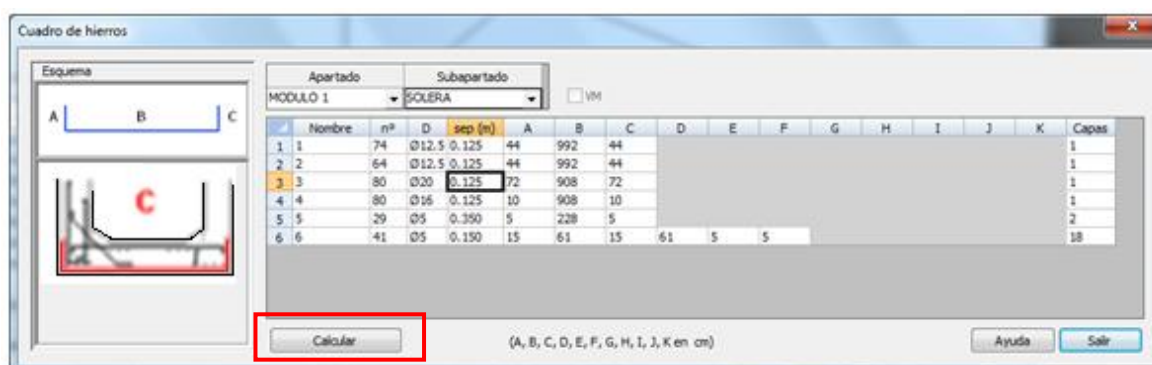 Cuadro de hierros
Esquema
A B C
C
Apartado Subapartado
MODULO 1 SOLERA VM
Nombre nº D sep (m) A B C D E F G H I J K Capas
1 1 74 Ø12.5 0.125 44 992 44 1
2 2 64 Ø12.5 0.125 44 992 44 1
3 3 80 Ø20 0.125 72 908 72 1
4 4 80 Ø16 0.125 10 908 10 1
5 5 29 Ø5 0.350 5 228 5 2
6 6 41 Ø5 0.150 15 61 15 61 5 5 18
Calcular (A, B, C, D, E, F, G, H, I, J, K en cm) Ayuda Salir